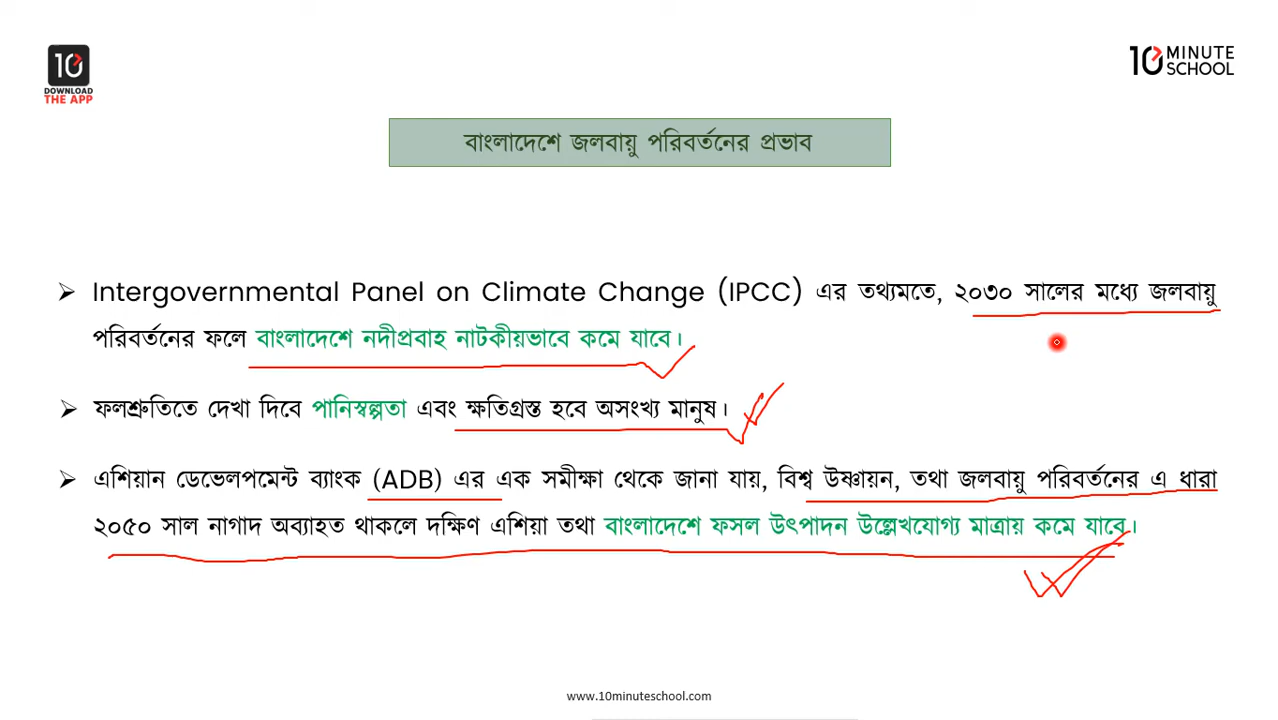 10
DOWNLOAD
THE APP
10 MINUTE
SCHOOL
বাংলাদেশে জলবায়ু পরিবর্তনের প্রভাব
➢ Intergovernmental Panel on Climate Change (IPCC) এর তথ্যমতে, ২০৩০ সালের মধ্যে জলবায়ু
পরিবর্তনের ফলে বাংলাদেশে নদীপ্রবাহ নাটকীয়ভাবে কমে যাবে।
➢ ফলশ্রুতিতে দেখা দিবে পানিস্বল্পতা এবং ক্ষতিগ্রস্ত হবে অসংখ্য মানুষ।
➢ এশিয়ান ডেভেলপমেন্ট ব্যাংক (ADB) এর এক সমীক্ষা থেকে জানা যায়, বিশ্ব উষ্ণায়ন, তথা জলবায়ু পরিবর্তনের এ ধারা
২০৫০ সাল নাগাদ অব্যাহত থাকলে দক্ষিণ এশিয়া তথা বাংলাদেশে ফসল উৎপাদন উল্লেখযোগ্য মাত্রায় কমে যাবে।
www.10minuteschool.com